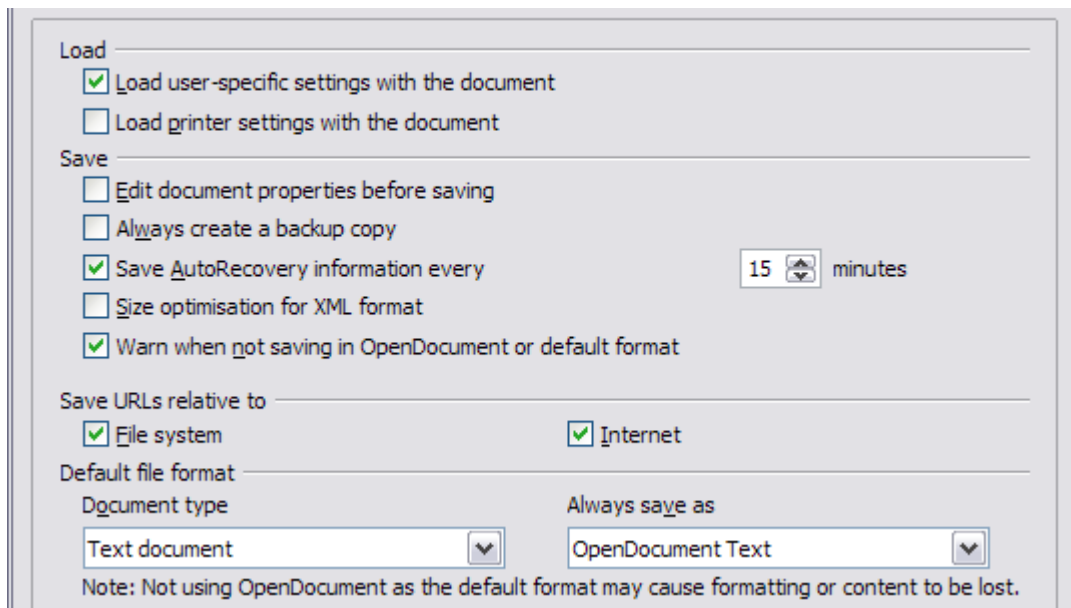 Load
Load user-specific settings with the document
Load printer settings with the document
Save
Edit document properties before saving
Always create a backup copy
Save AutoRecovery information every 15 minutes
Size optimisation for XML format
Warn when not saving in OpenDocument or default format
Save URLs relative to
File system Internet
Default file format
Document type Always save as
Text document OpenDocument Text
Note: Not using OpenDocument as the default format may cause formatting or content to be lost.